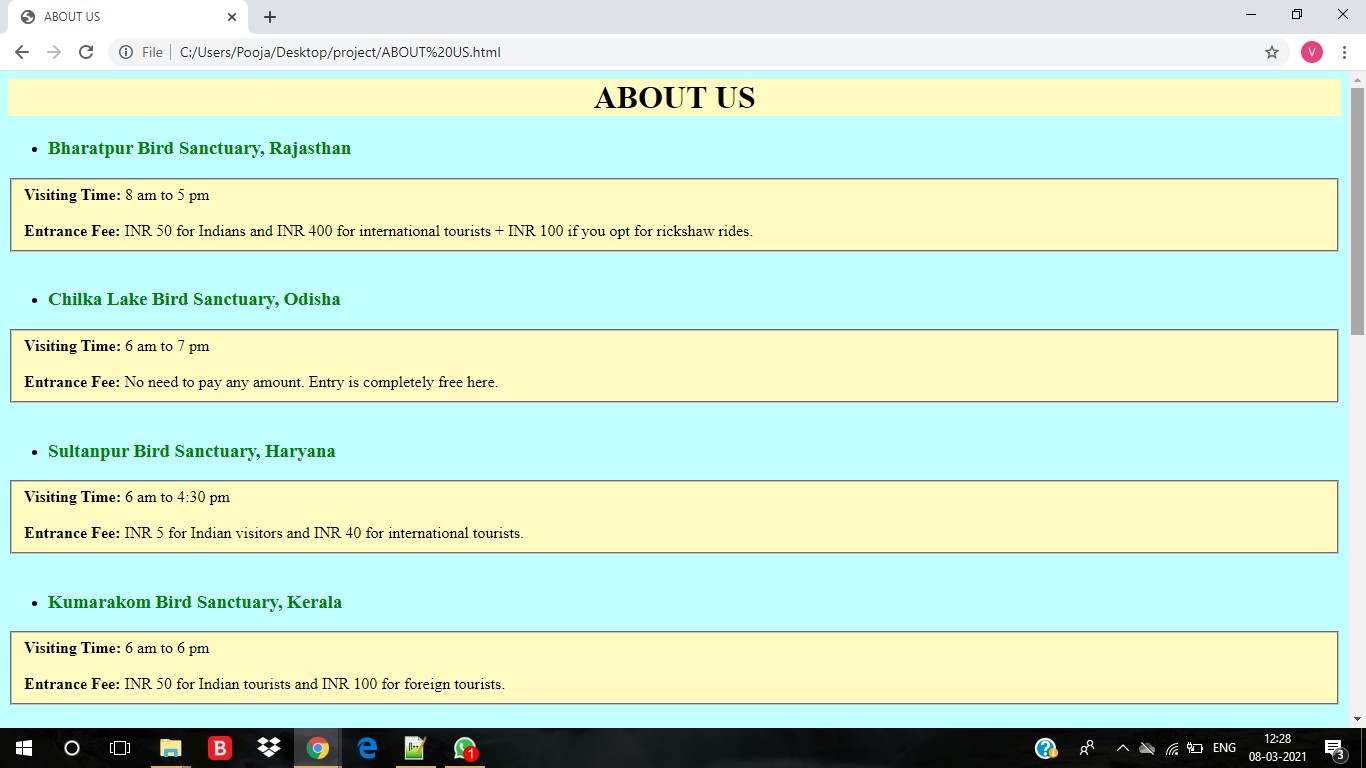 ABOUT US
File
C:/Users/Pooja/Desktop/project/ABOUT%20US.html
V
ABOUT US
• Bharatpur Bird Sanctuary, Rajasthan
Visiting Time: 8 am to 5 pm
Entrance Fee: INR 50 for Indians and INR 400 for international tourists + INR 100 if you opt for rickshaw rides.
• Chilka Lake Bird Sanctuary, Odisha
Visiting Time: 6 am to 7 pm
Entrance Fee: No need to pay any amount. Entry is completely free here.
• Sultanpur Bird Sanctuary, Haryana
Visiting Time: 6 am to 4:30 pm
Entrance Fee: INR 5 for Indian visitors and INR 40 for international tourists.
• Kumarakom Bird Sanctuary, Kerala
Visiting Time: 6 am to 6 pm
Entrance Fee: INR 50 for Indian tourists and INR 100 for foreign tourists.
B
1
ENG
12:28
08-03-2021
3